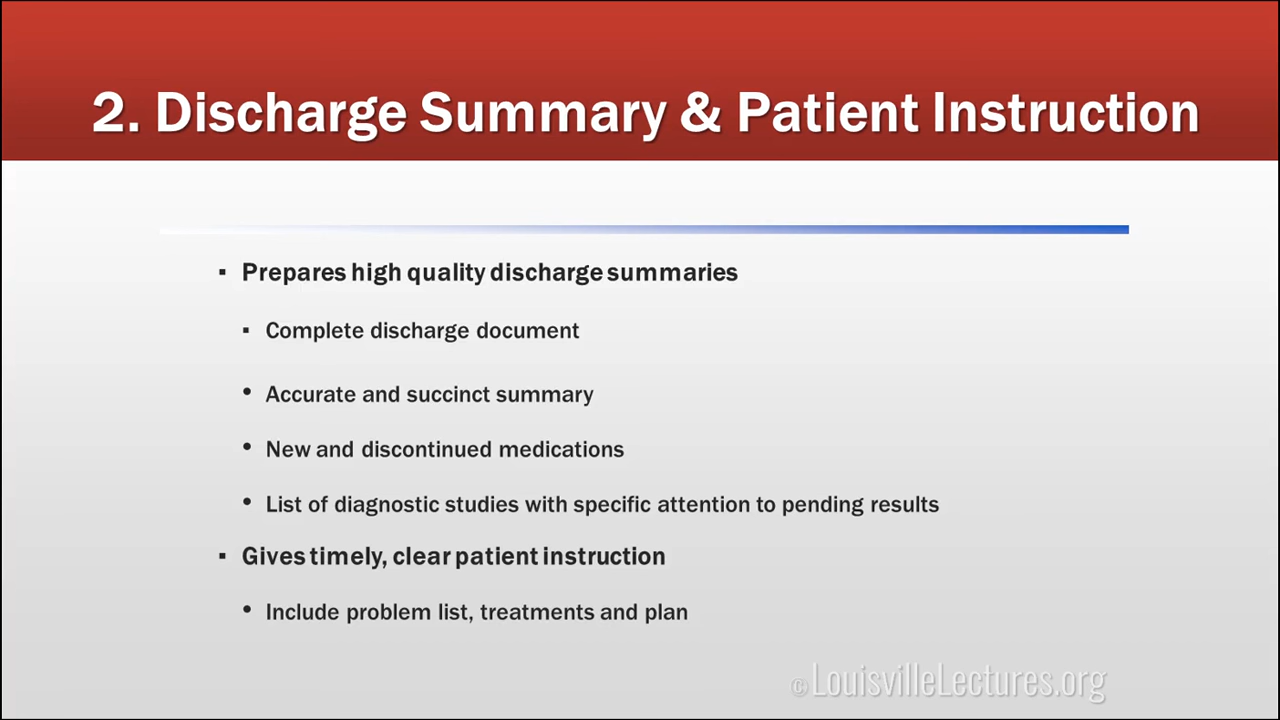 2. Discharge Summary & Patient Instruction
▪ Prepares high quality discharge summaries
▪ Complete discharge document
• Accurate and succinct summary
• New and discontinued medications
• List of diagnostic studies with specific attention to pending results
▪ Gives timely, clear patient instruction
• Include problem list, treatments and plan
©LouisvilleLectures.org